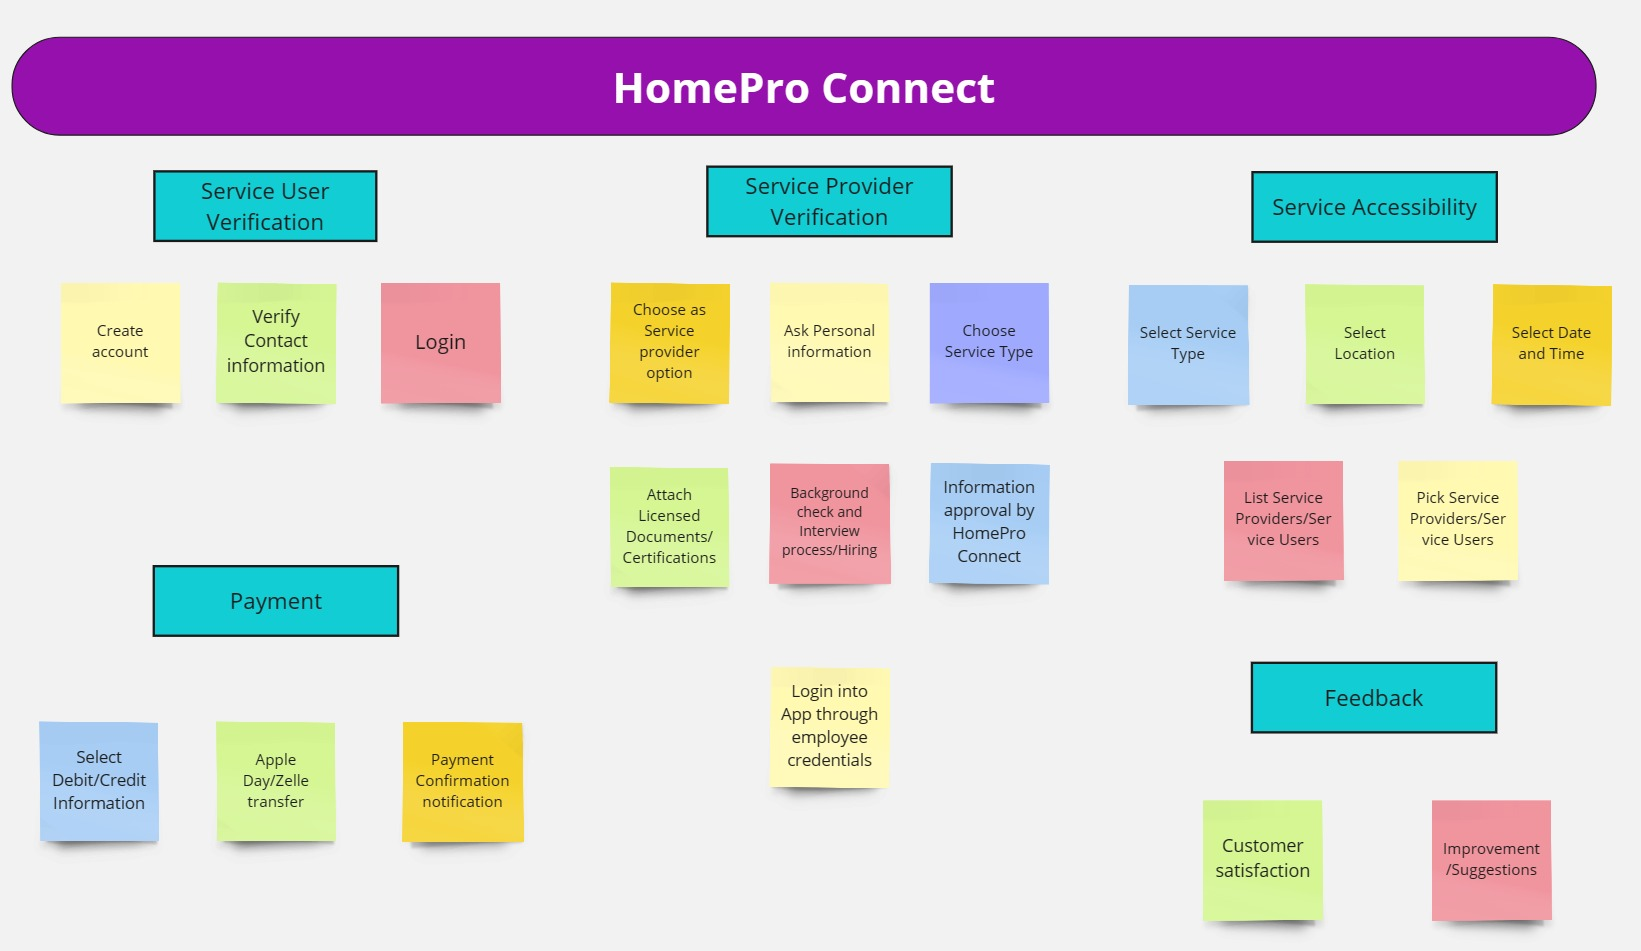 HomePro Connect
Service User
Verification
Create
account
Verify
Contact
information
Login
Service Provider
Verification
Choose as
Service
provider
option
Ask Personal
information
Choose
Service Type
Attach
Licensed
Documents/
Certifications
Background
check and
Interview
process/Hiring
Information
approval by
HomePro
Connect
Login into
App through
employee
credentials
Service Accessibility
Select Service
Type
Select
Location
Select Date
and Time
List Service
Providers/Ser
vice Users
Pick Service
Providers/Ser
vice Users
Payment
Select
Debit/Credit
Information
Apple
Day/Zelle
transfer
Payment
Confirmation
notification
Feedback
Customer
satisfaction
Improvement
/Suggestions